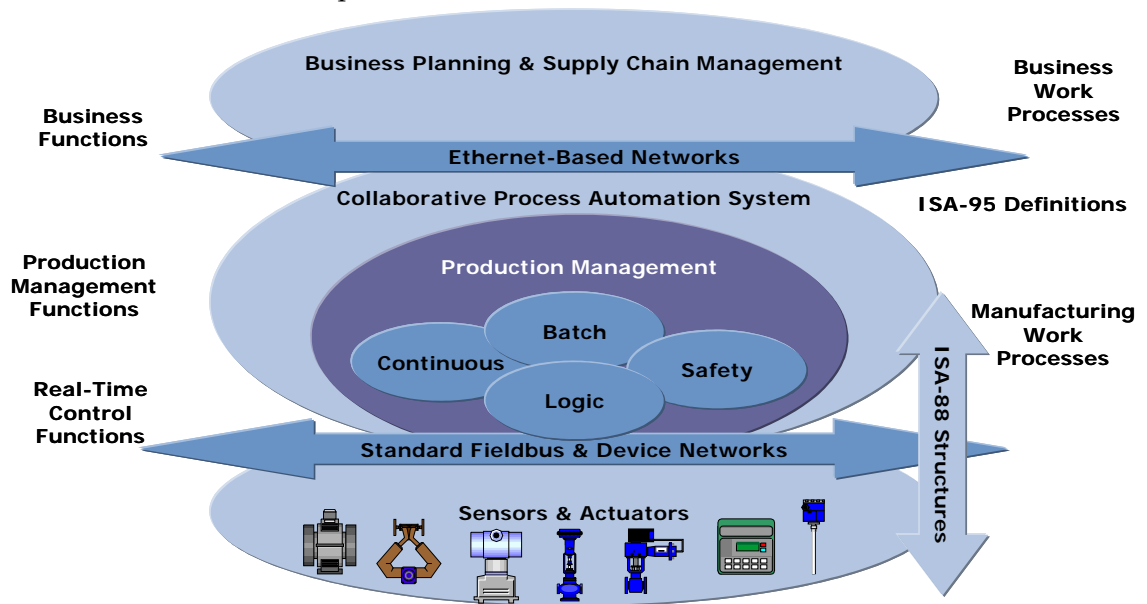 Business Planning & Supply Chain Management
Business
Work
Processes
Business
Functions
Ethernet-Based Networks
Collaborative Process Automation System
ISA-95 Definitions
Production
Management
Functions
Production Management
Batch
Continuous
Safety
Logic
Manufacturing
Work
Processes
ISA-88 Structures
Real-Time
Control
Functions
Standard Fieldbus & Device Networks
Sensors & Actuators